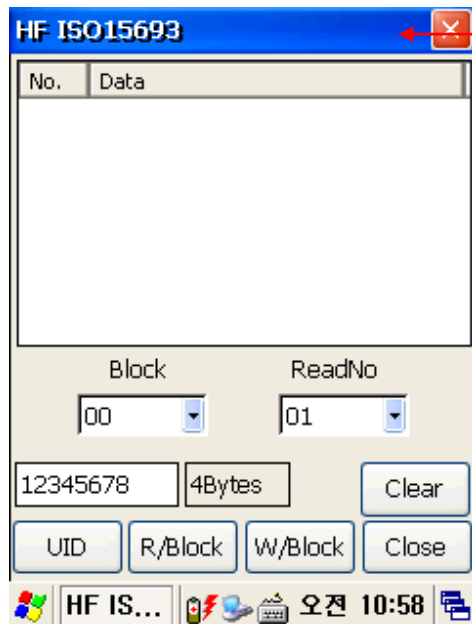 HF ISO15693
No. Data
Block ReadNo
00 01
12345678 4Bytes Clear
UID R/Block W/Block Close
HF IS... 오전 10:58